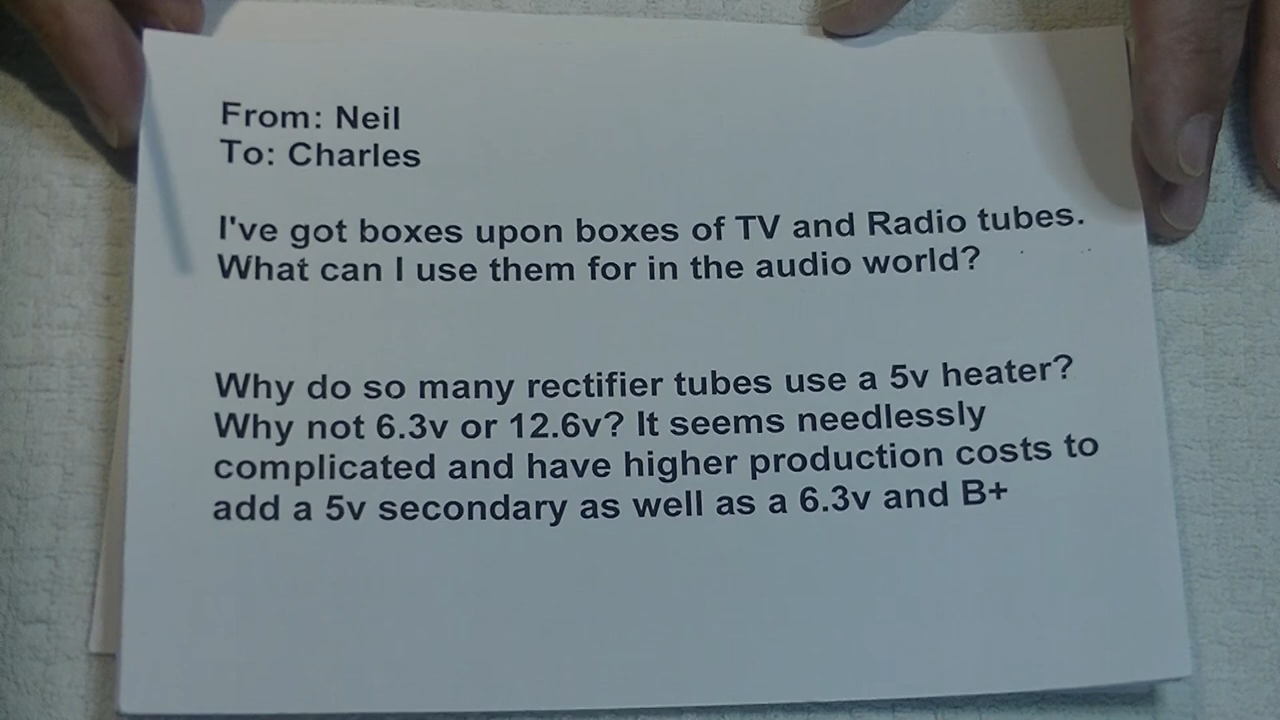 From: Neil
To: Charles
I've got boxes upon boxes of TV and Radio tubes.
What can I use them for in the audio world?
Why do so many rectifier tubes use a 5v heater?
Why not 6.3v or 12.6v? It seems needlessly
complicated and have higher production costs to
add a 5v secondary as well as a 6.3v and B+